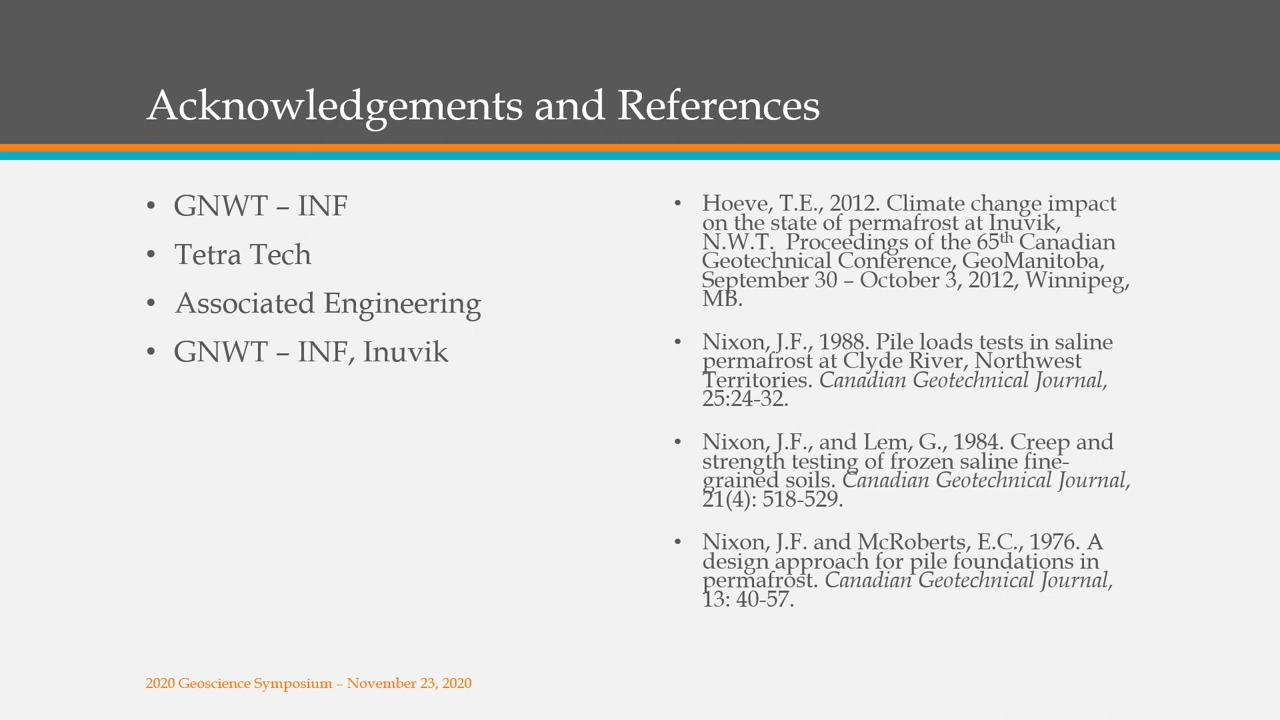 Acknowledgements and References
• GNWT – INF
• Tetra Tech
• Associated Engineering
• GNWT – INF, Inuvik
• Hoeve, T.E., 2012. Climate change impact
on the state of permafrost at Inuvik,
N.W.T.  Proceedings of the 65th Canadian
Geotechnical Conference, GeoManitoba,
September 30 – October 3, 2012, Winnipeg,
MB.
• Nixon, J.F., 1988. Pile loads tests in saline
permafrost at Clyde River, Northwest
Territories. Canadian Geotechnical Journal,
25:24-32.
• Nixon, J.F., and Lem, G., 1984. Creep and
strength testing of frozen saline fine-
grained soils. Canadian Geotechnical Journal,
21(4): 518-529.
• Nixon, J.F. and McRoberts, E.C., 1976. A
design approach for pile foundations in
permafrost. Canadian Geotechnical Journal,
13: 40-57.
2020 Geoscience Symposium – November 23, 2020